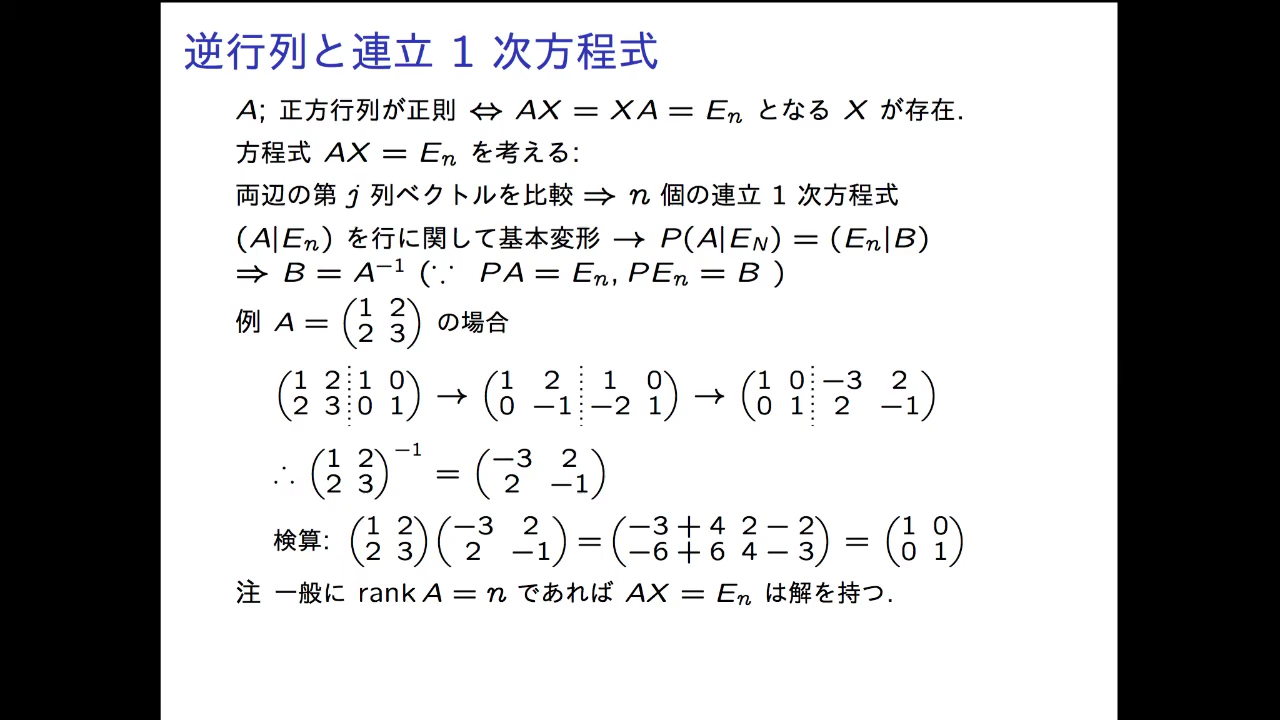 逆行列と連立 1 次方程式
A; 正方行列が正則 ⇔ AX = XA = Eₙ となる X が存在.
方程式 AX = Eₙ を考える:
両辺の第 j 列ベクトルを比較 ⇒ n 個の連立 1 次方程式
(A|Eₙ) を行に関して基本変形 → P(A|E_N) = (Eₙ|B)
⇒ B = A⁻¹ (∵ PA = Eₙ, PEₙ = B )
例 A = (1 2 / 2 3) の場合
(1 2 ⋮ 1 0 / 2 3 ⋮ 0 1) → (1 2 ⋮ 1 0 / 0 −1 ⋮ −2 1) → (1 0 ⋮ −3 2 / 0 1 ⋮ 2 −1)
∴ (1 2 / 2 3)⁻¹ = (−3 2 / 2 −1)
検算: (1 2 / 2 3)(−3 2 / 2 −1) = (−3 + 4 2 − 2 / −6 + 6 4 − 3) = (1 0 / 0 1)
注 一般に rank A = n であれば AX = Eₙ は解を持つ.